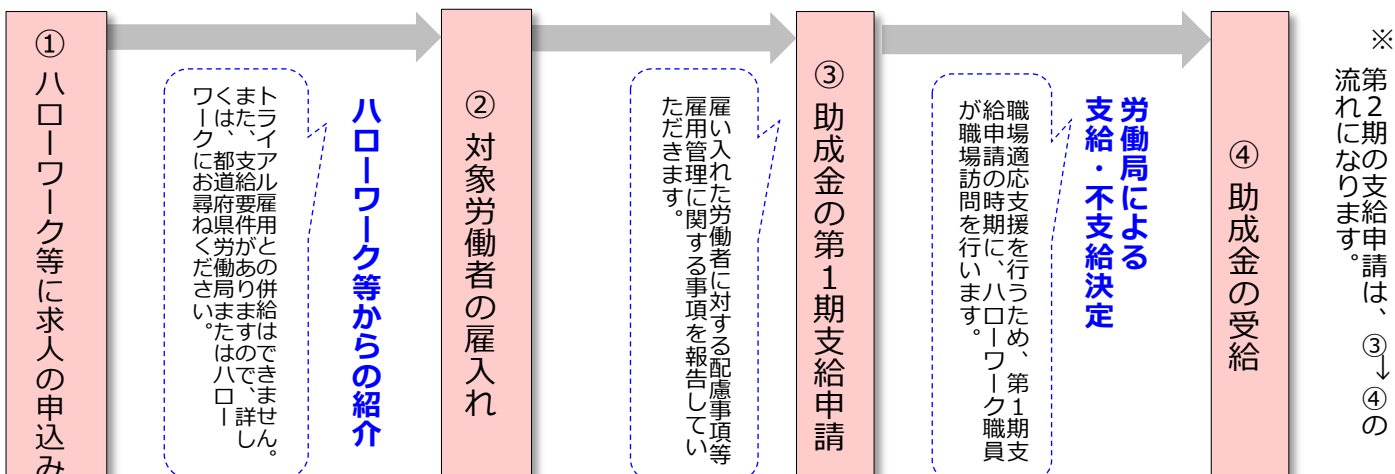 ① ハローワーク等に求人の申込み
ハローワーク等からの紹介
トライアル雇用との併給はできません。
また、支給要件がありますので、詳し
くは、都道府県労働局またはハロー
ワークにお尋ねください。
② 対象労働者の雇入れ
雇い入れた労働者に対する配慮事項等
雇用管理に関する事項を報告してい
ただきます。
③ 助成金の第1期支給申請
労働局による
支給・不支給決定
職場適応支援を行うため、第1期支
給申請の時期に、ハローワーク職員
が職場訪問を行います。
④ 助成金の受給
※ 第2期の支給申請は、③→④の
流れになります。